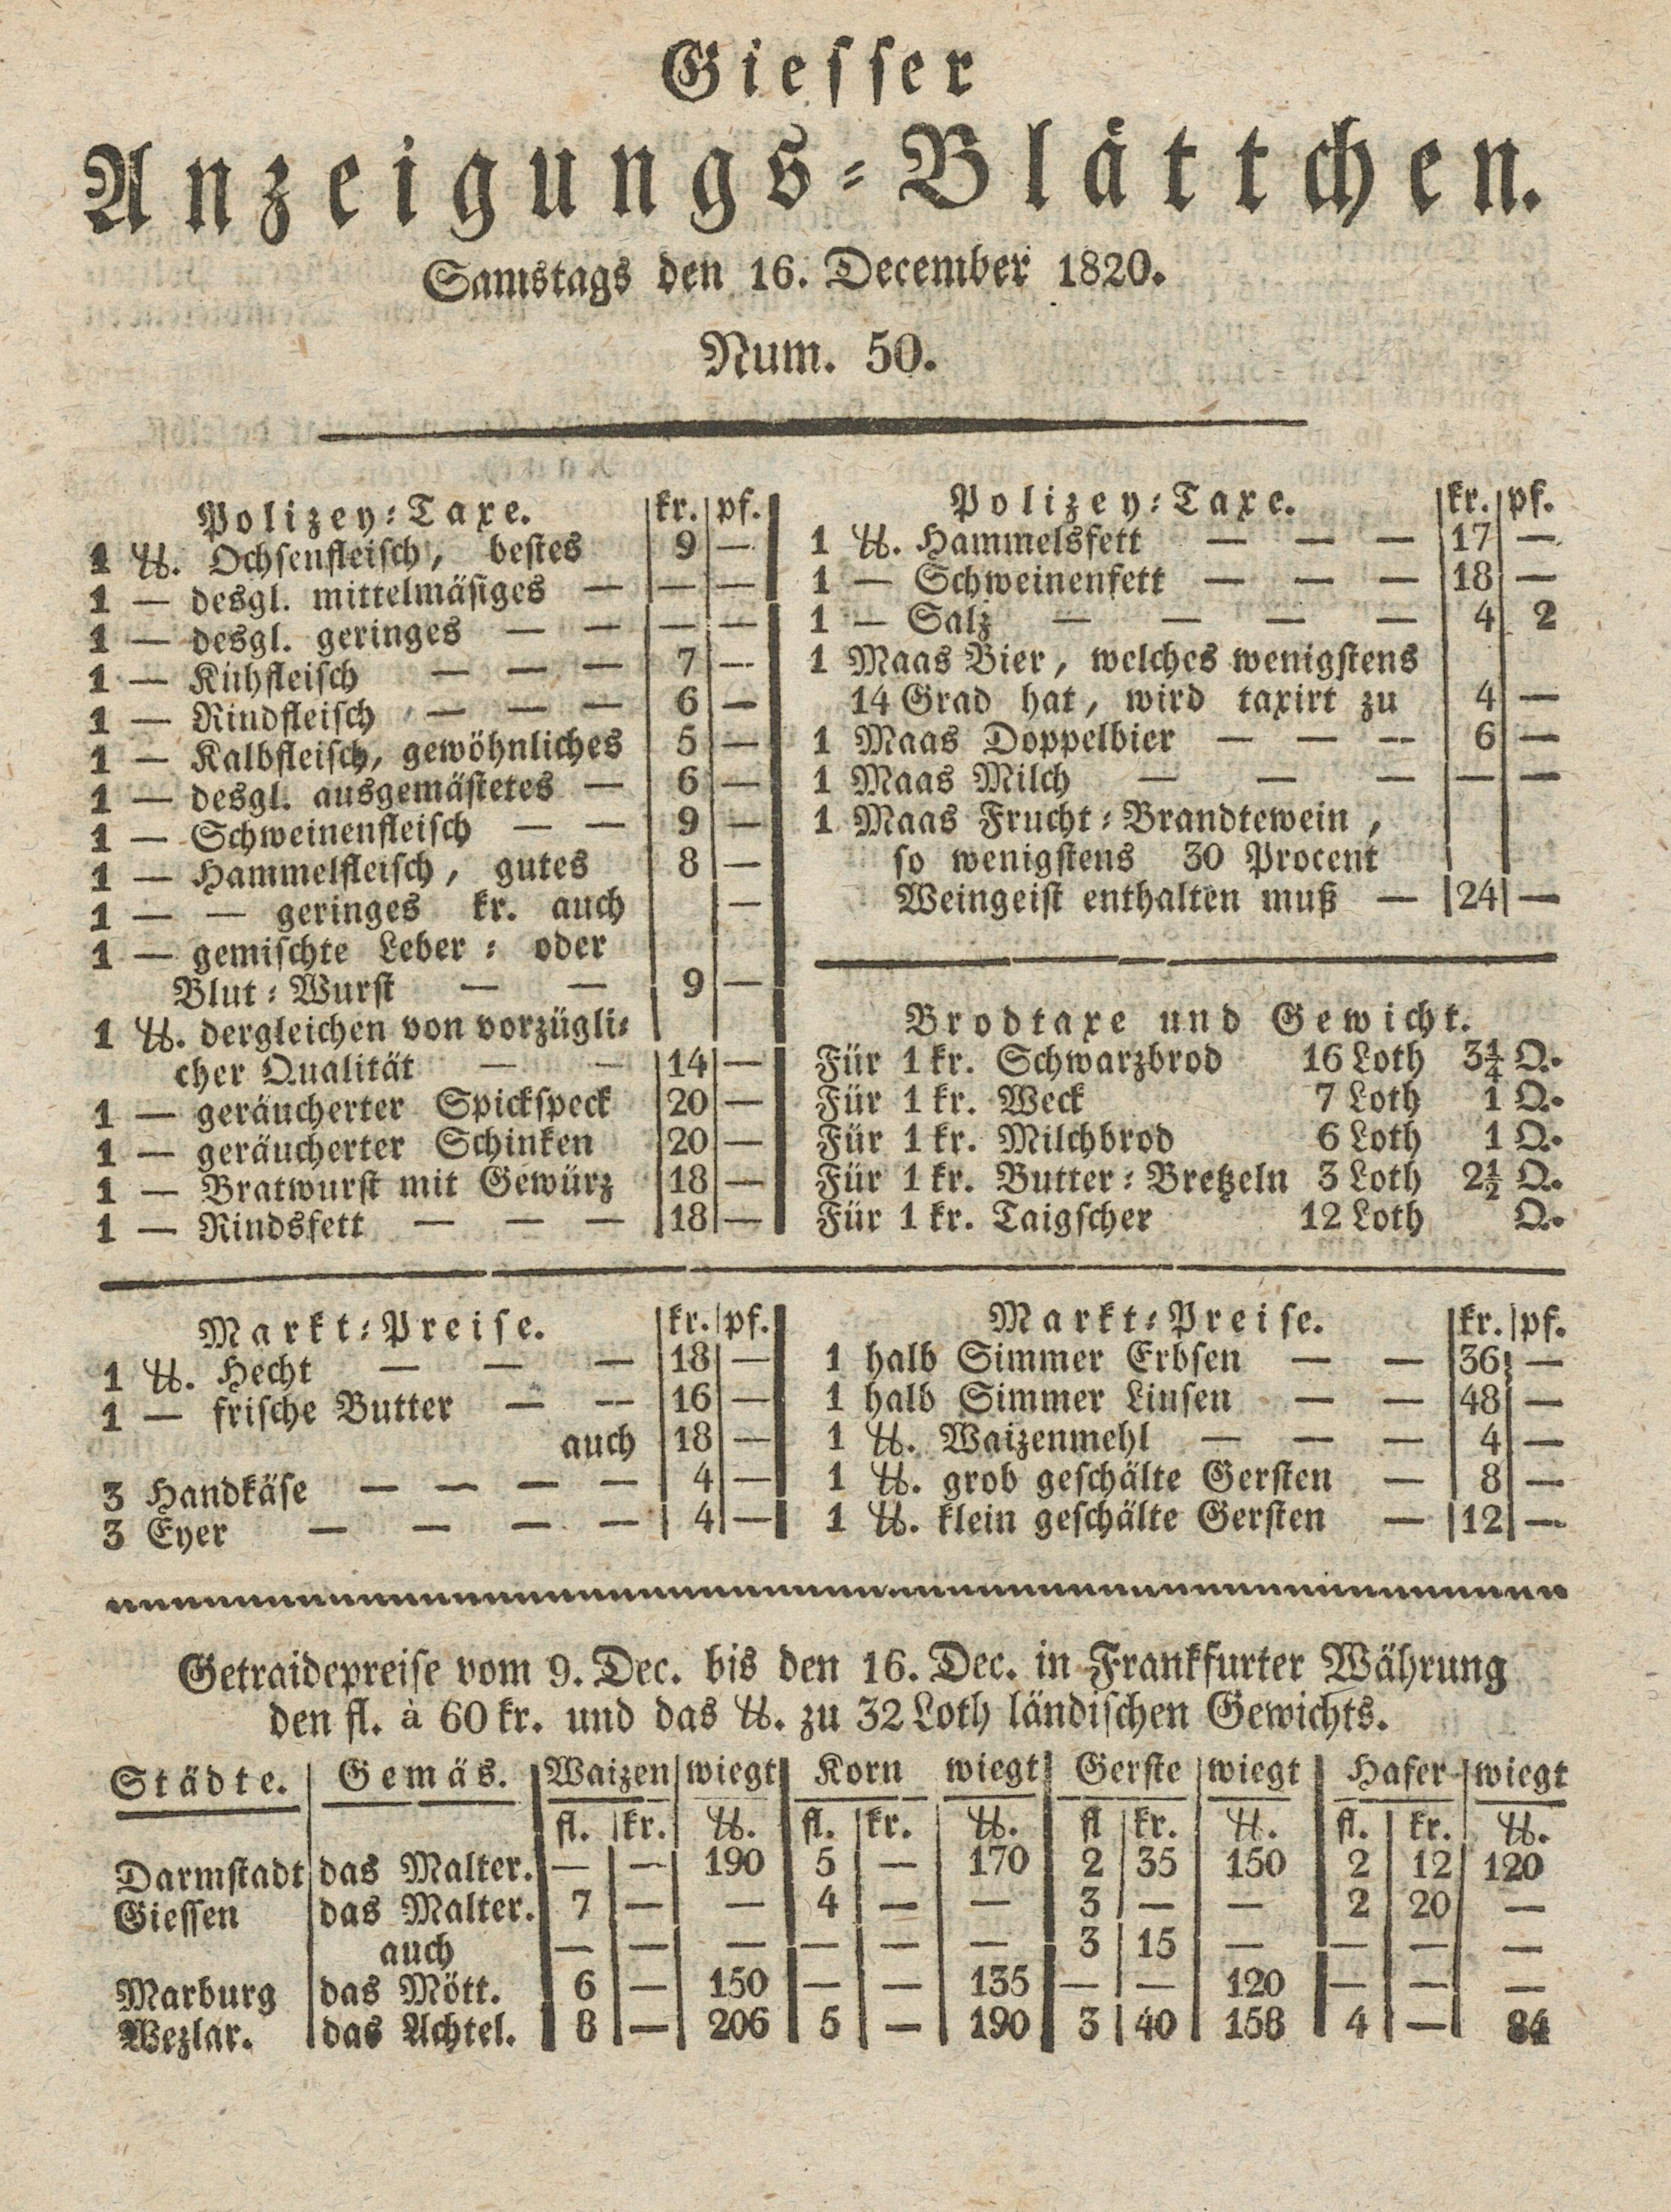 Giesser
Anzeigungs-Blättchen.
Samstags den 16. December 1820.
Num. 50.
Polizey-Taxe. kr. pf.
1 ℔. Ochsenfleisch, bestes 9 —
1 — desgl. mittelmäsiges — — —
1 — desgl. geringes — — — —
1 — Kühfleisch — — — 7 —
1 — Rindfleisch — — — 6 —
1 — Kalbfleisch, gewöhnliches 5 —
1 — desgl. ausgemästetes — 6 —
1 — Schweinenfleisch — — 9 —
1 — Hammelfleisch, gutes 8 —
1 — — geringes kr. auch —
1 — gemischte Leber- oder
Blut-Wurst — — 9 —
1 ℔. dergleichen von vorzügli-
cher Qualität — — 14 —
1 — geräucherter Spickspeck 20 —
1 — geräucherter Schinken 20 —
1 — Bratwurst mit Gewürz 18 —
1 — Rindsfett — — — 18 —
Polizey-Taxe. kr. pf.
1 ℔. Hammelsfett — — — 17 —
1 — Schweinenfett — — — 18 —
1 — Salz — — — — 4 2
1 Maas Bier, welches wenigstens
14 Grad hat, wird taxirt zu 4 —
1 Maas Doppelbier — — — 6 —
1 Maas Milch — — — — —
1 Maas Frucht-Brandtewein,
so wenigstens 30 Procent
Weingeist enthalten muß — 24 —
Brodtaxe und Gewicht.
Für 1 kr. Schwarzbrod 16 Loth 3¼ Q.
Für 1 kr. Weck 7 Loth 1 Q.
Für 1 kr. Milchbrod 6 Loth 1 Q.
Für 1 kr. Butter-Bretzeln 3 Loth 2½ Q.
Für 1 kr. Taigscher 12 Loth Q.
Markt-Preise. kr. pf.
1 ℔. Hecht — — — 18 —
1 — frische Butter — — 16 —
auch 18 —
3 Handkäse — — — — 4 —
3 Eyer — — — — 4 —
Markt-Preise. kr. pf.
1 halb Simmer Erbsen — — 36 —
1 halb Simmer Linsen — — 48 —
1 ℔. Waizenmehl — — — 4 —
1 ℔. grob geschälte Gersten — 8 —
1 ℔. klein geschälte Gersten — 12 —
Getraidepreise vom 9. Dec. bis den 16. Dec. in Frankfurter Währung
den fl. à 60 kr. und das ℔. zu 32 Loth ländischen Gewichts.
Städte. Gemäs. Waizen wiegt Korn wiegt Gerste wiegt Hafer wiegt
fl. kr. ℔. fl. kr. ℔. fl kr. ℔. fl. kr. ℔.
Darmstadt das Malter. — — 190 5 — 170 2 35 150 2 12 120
Giessen das Malter. 7 — — 4 — — 3 — — 2 20 —
auch — — — — — — 3 15 — — — —
Marburg das Mött. 6 — 150 — — 135 — — 120 — — —
Wezlar. das Achtel. 8 — 206 5 — 190 3 40 158 4 — 84